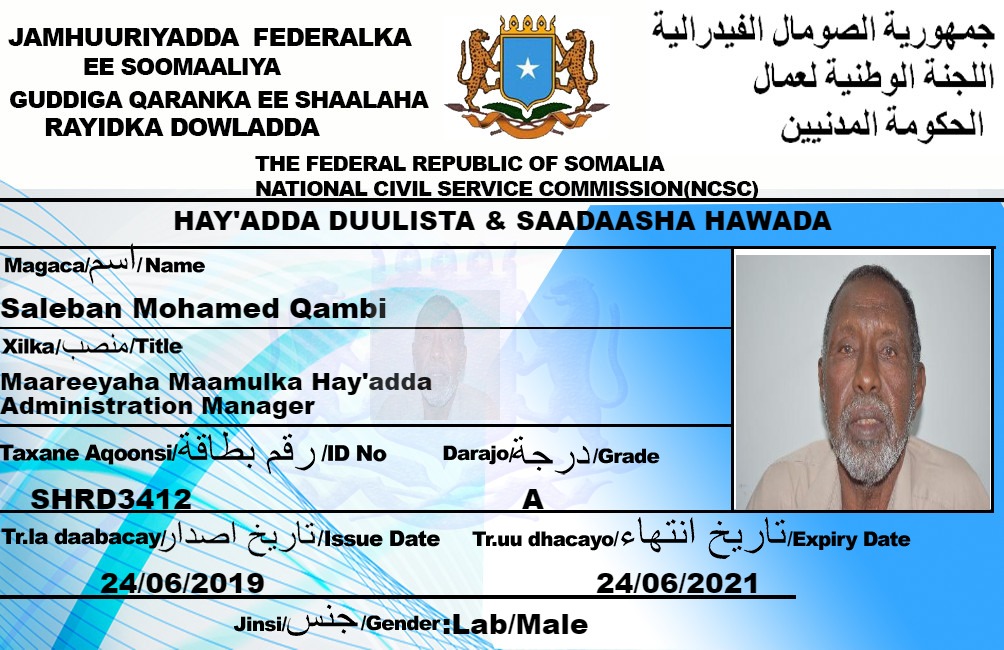 JAMHUURIYADDA FEDERALKA
EE SOOMAALIYA
GUDDIGA QARANKA EE SHAALAHA
RAYIDKA DOWLADDA
جمهورية الصومال الفيدرالية
اللجنة الوطنية لعمال
الحكومة المدنيين
THE FEDERAL REPUBLIC OF SOMALIA
NATIONAL CIVIL SERVICE COMMISSION(NCSC)
HAY'ADDA DUULISTA & SAADAASHA HAWADA
Magaca/اسم/Name
Saleban Mohamed Qambi
Xilka/منصب/Title
Maareeyaha Maamulka Hay'adda
Administration Manager
Taxane Aqoonsi/رقم بطاقة/ID No
SHRD3412
Darajo/درجة/Grade
A
Tr.la daabacay/تاريخ اصدار/Issue Date
24/06/2019
Tr.uu dhacayo/تاريخ انتهاء/Expiry Date
24/06/2021
Jinsi/جنس/Gender:Lab/Male